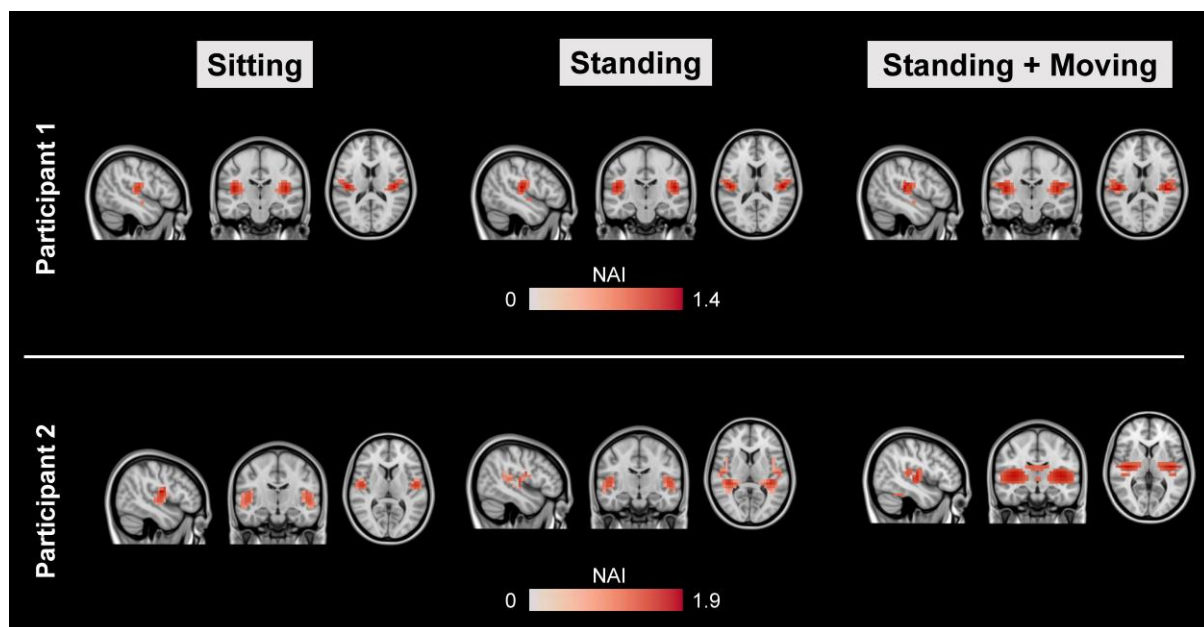 Sitting
Standing
Standing + Moving
Participant 1
NAI
0
1.4
Participant 2
NAI
0
1.9